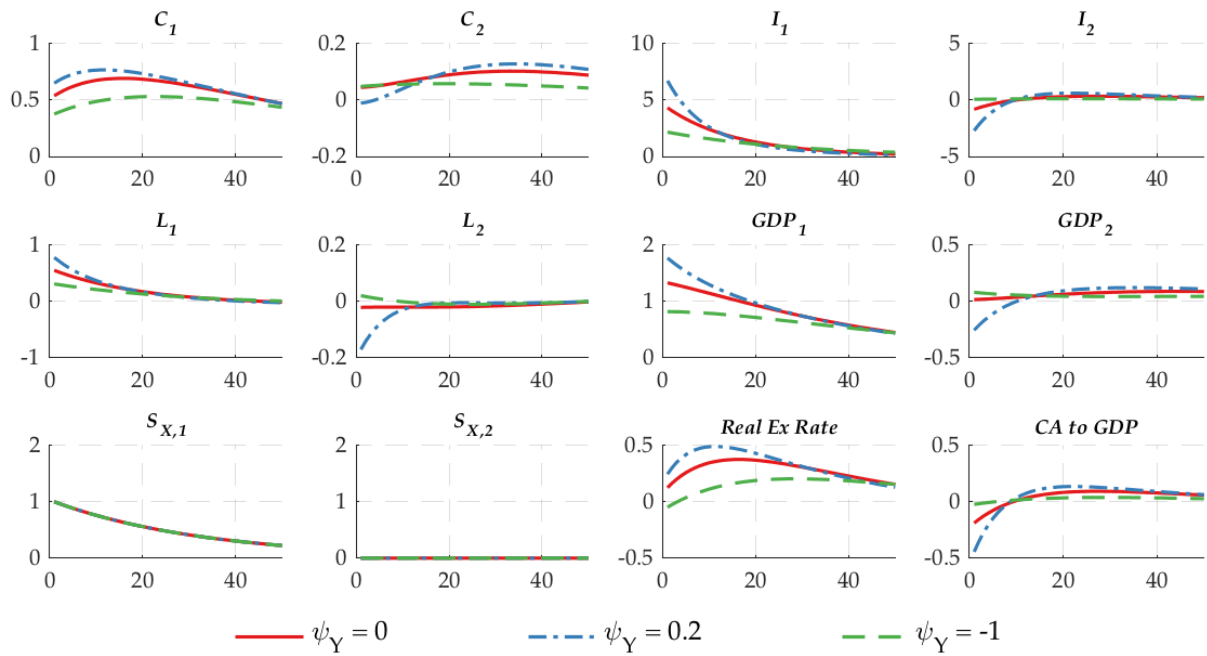 C1 C2 I1 I2
1 0.2 10 5
0.5 0 5 0
0 -0.2 0 -5
0 20 40 0 20 40 0 20 40 0 20 40
L1 L2 GDP1 GDP2
1 0.2 2 0.5
0 0 1 0
-1 -0.2 0 -0.5
0 20 40 0 20 40 0 20 40 0 20 40
SX,1 SX,2 Real Ex Rate CA to GDP
2 2 0.5 0.5
1 1 0 0
0 0 -0.5 -0.5
0 20 40 0 20 40 0 20 40 0 20 40
ψY = 0 ψY = 0.2 ψY = -1